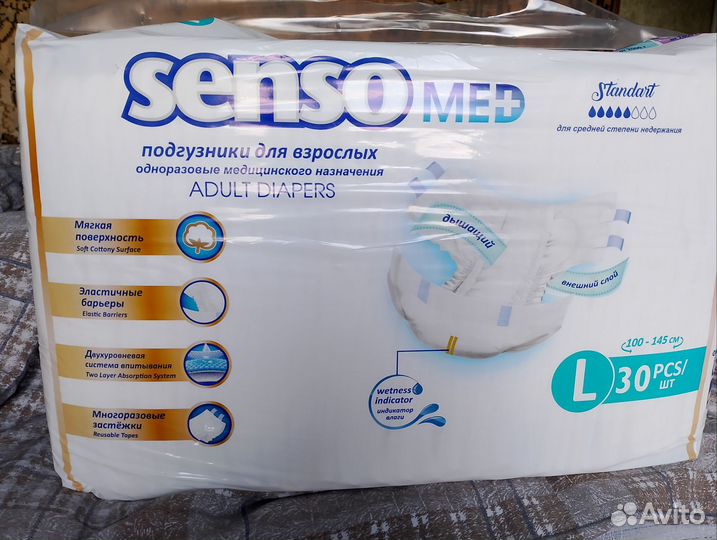 senso MED
подгузники для взрослых
одноразовые медицинского назначения
ADULT DIAPERS
Standart
для средней степени недержания
Мягкая
поверхность
Soft Cottony Surface
Эластичные
барьеры
Elastic Barriers
Двухуровневая
система впитывания
Two Layer Absorption System
Многоразовые
застёжки
Reusable Tapes
дышащий
внешний слой
wetness
indicator
индикатор
влаги
100 - 145 см
L 30 PCS/
шт
Avito